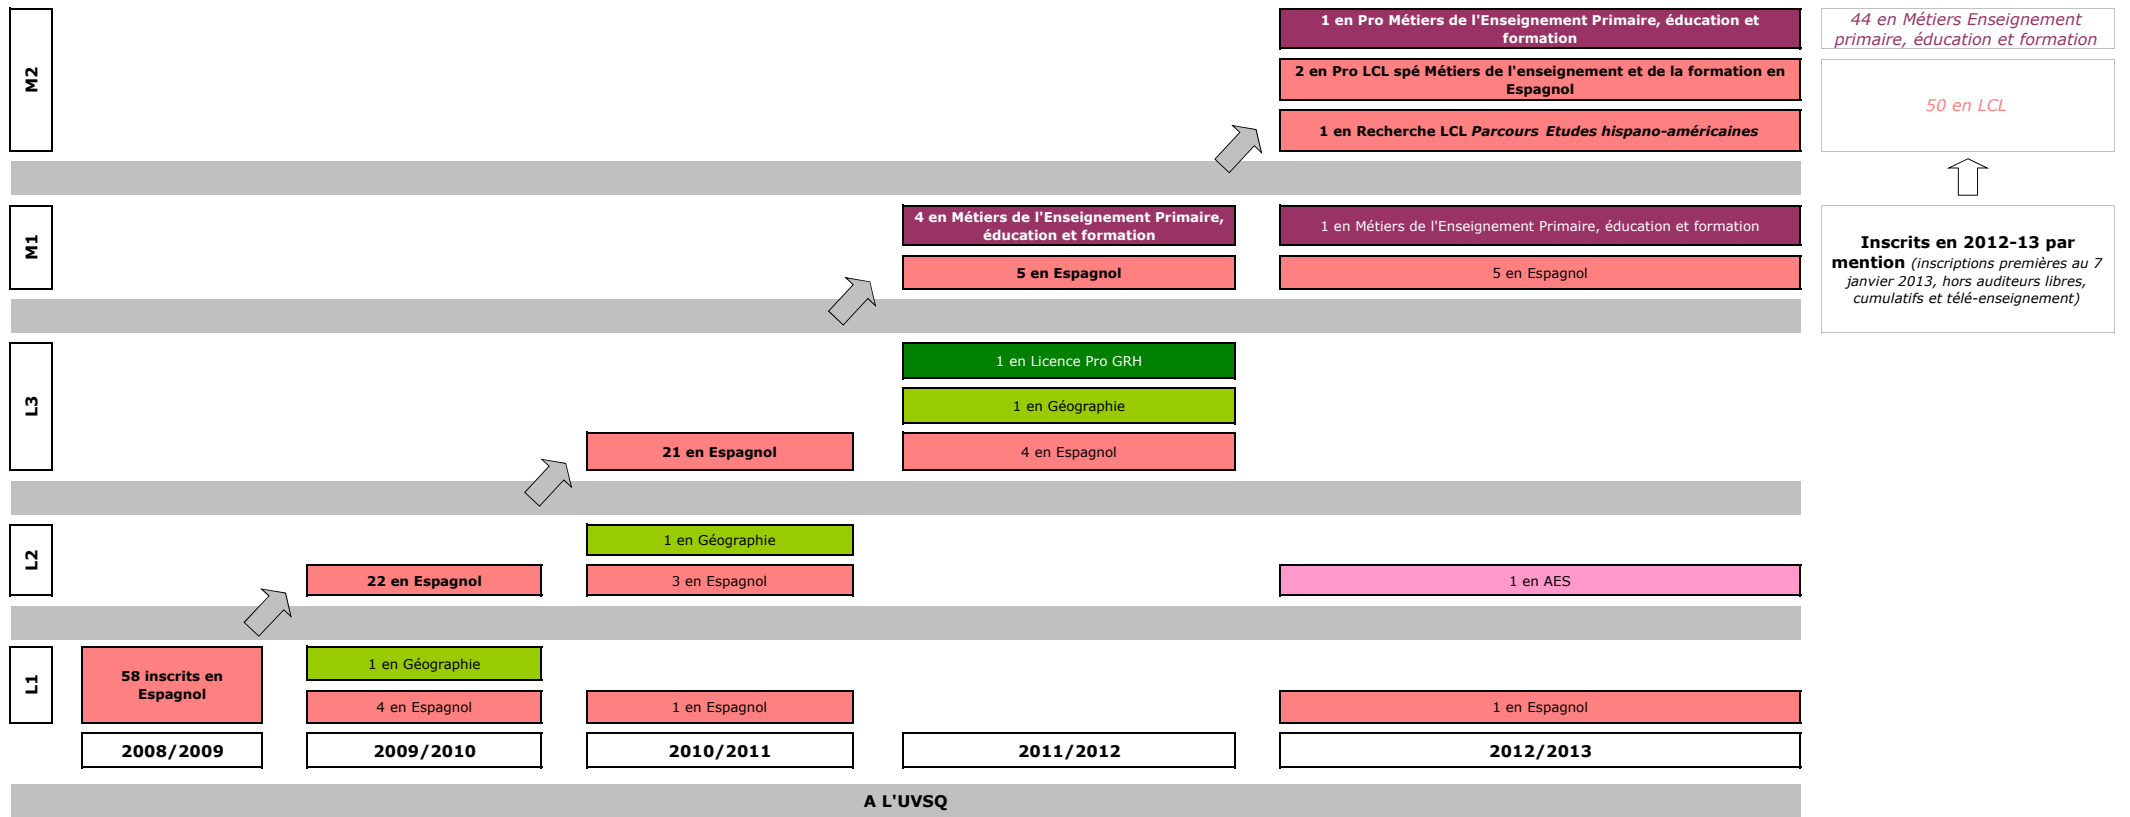 M2
1 en Pro Métiers de l'Enseignement Primaire, éducation et
formation
44 en Métiers Enseignement
primaire, éducation et formation
2 en Pro LCL spé Métiers de l'enseignement et de la formation en
Espagnol
50 en LCL
1 en Recherche LCL Parcours Etudes hispano-américaines
M1
4 en Métiers de l'Enseignement Primaire,
éducation et formation
1 en Métiers de l'Enseignement Primaire, éducation et formation
5 en Espagnol
5 en Espagnol
Inscrits en 2012-13 par
mention (inscriptions premières au 7
janvier 2013, hors auditeurs libres,
cumulatifs et télé-enseignement)
L3
1 en Licence Pro GRH
1 en Géographie
21 en Espagnol
4 en Espagnol
L2
1 en Géographie
22 en Espagnol
3 en Espagnol
1 en AES
L1
58 inscrits en
Espagnol
1 en Géographie
4 en Espagnol
1 en Espagnol
1 en Espagnol
2008/2009
2009/2010
2010/2011
2011/2012
2012/2013
A L'UVSQ